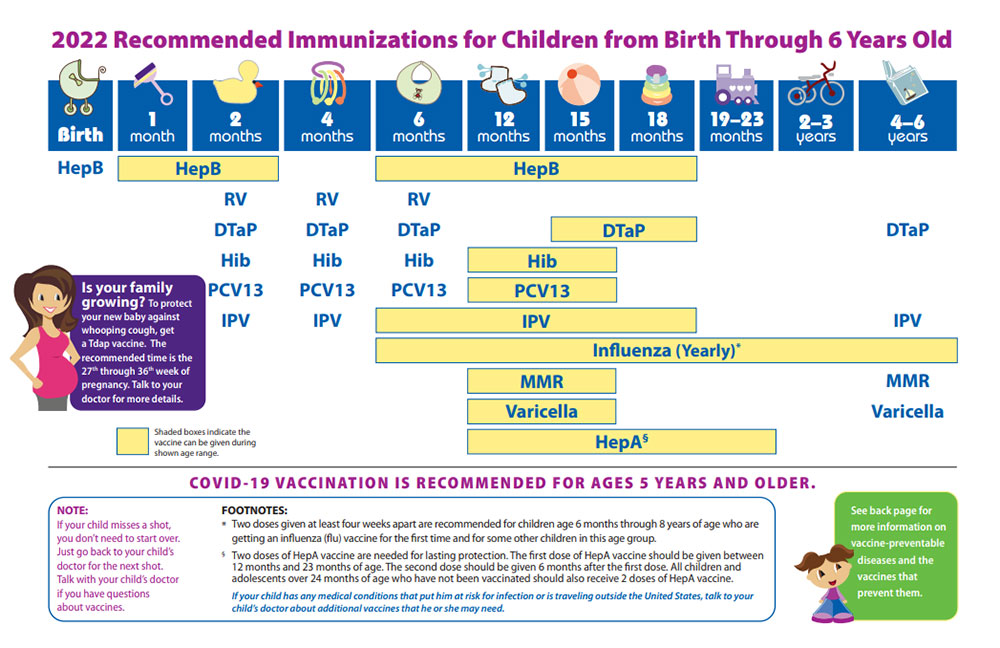 2022 Recommended Immunizations for Children from Birth Through 6 Years Old
Birth
1
month
2
months
4
months
6
months
12
months
15
months
18
months
19–23
months
2–3
years
4–6
years
HepB HepB HepB
RV RV RV
DTaP DTaP DTaP DTaP DTaP
Hib Hib Hib Hib
PCV13 PCV13 PCV13 PCV13
IPV IPV IPV IPV
Influenza (Yearly)*
MMR MMR
Varicella Varicella
HepA§
Is your family
growing? To protect
your new baby against
whooping cough, get
a Tdap vaccine. The
recommended time is the
27th through 36th week of
pregnancy. Talk to your
doctor for more details.
Shaded boxes indicate the
vaccine can be given during
shown age range.
COVID-19 VACCINATION IS RECOMMENDED FOR AGES 5 YEARS AND OLDER.
NOTE:
If your child misses a shot,
you don't need to start over.
Just go back to your child's
doctor for the next shot.
Talk with your child's doctor
if you have questions
about vaccines.
FOOTNOTES:
* Two doses given at least four weeks apart are recommended for children age 6 months through 8 years of age who are
getting an influenza (flu) vaccine for the first time and for some other children in this age group.
§ Two doses of HepA vaccine are needed for lasting protection. The first dose of HepA vaccine should be given between
12 months and 23 months of age. The second dose should be given 6 months after the first dose. All children and
adolescents over 24 months of age who have not been vaccinated should also receive 2 doses of HepA vaccine.
If your child has any medical conditions that put him at risk for infection or is traveling outside the United States, talk to your
child's doctor about additional vaccines that he or she may need.
See back page for
more information on
vaccine-preventable
diseases and the
vaccines that
prevent them.